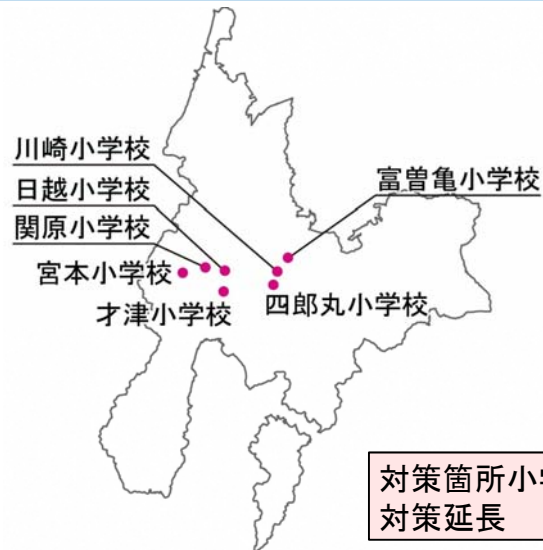 川崎小学校
日越小学校
関原小学校
宮本小学校
才津小学校
富曽亀小学校
四郎丸小学校
対策箇所小学
対策延長